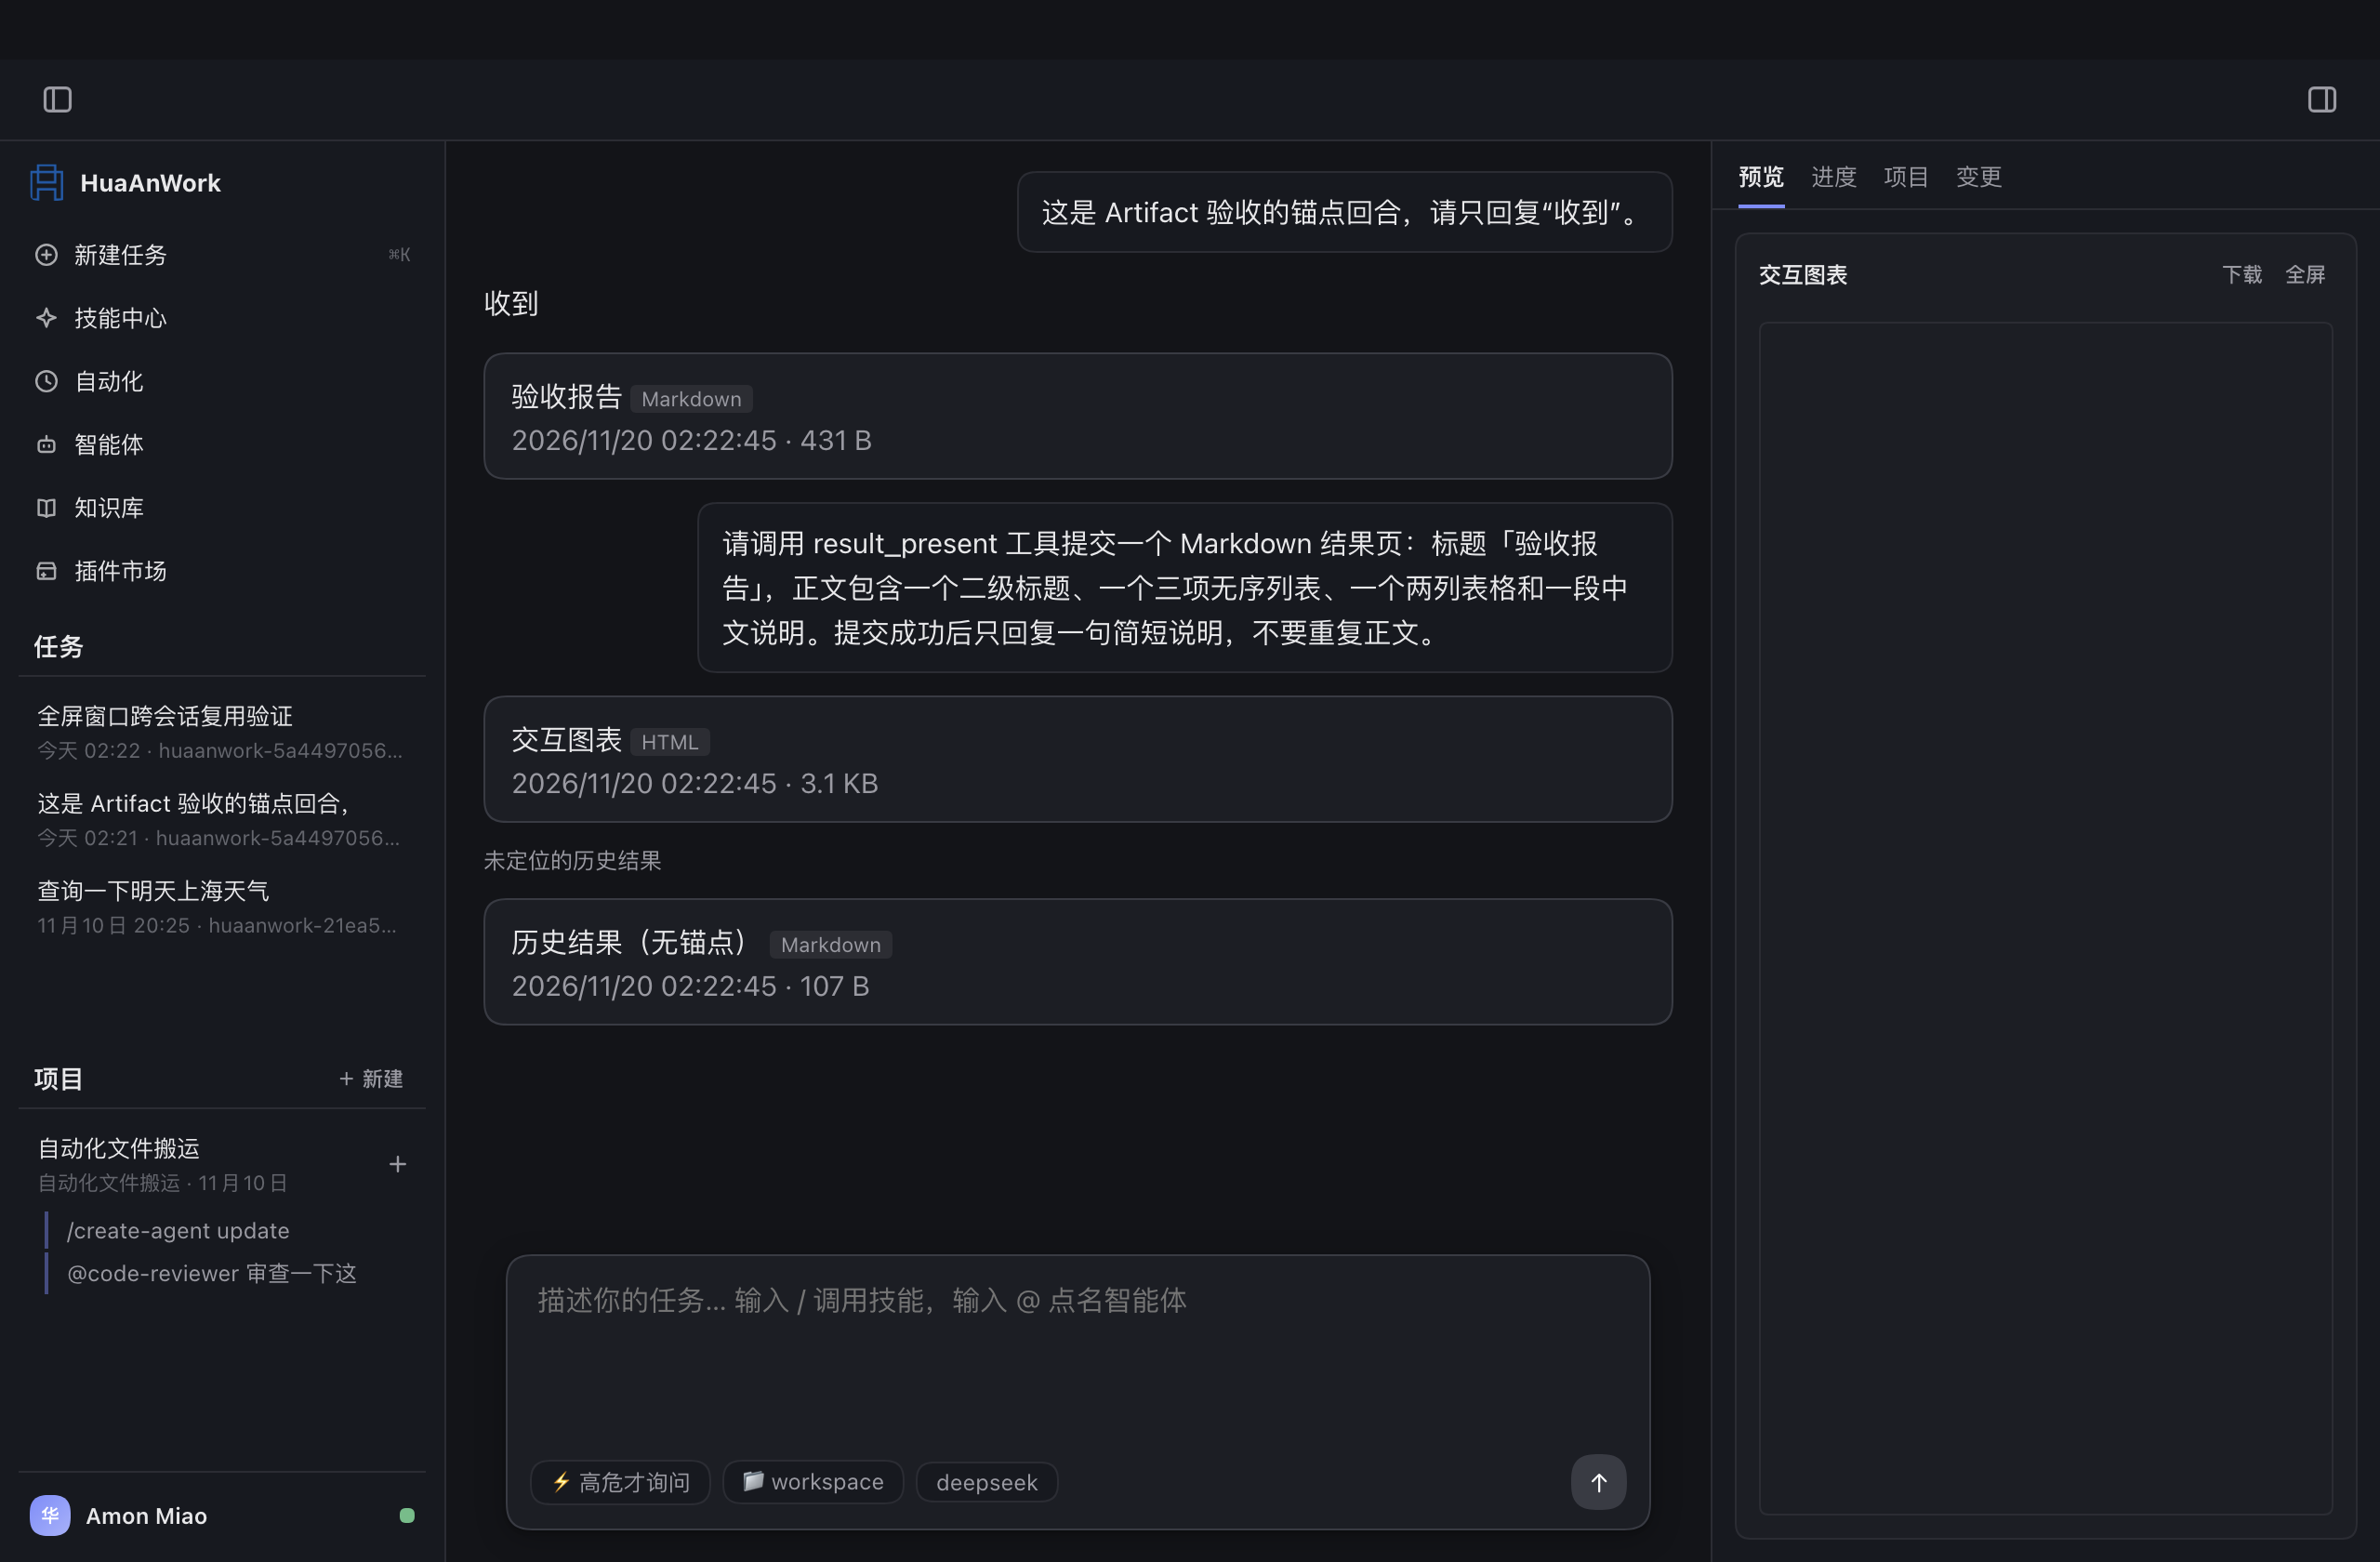 HuaAnWork
新建任务
⌘K
技能中心
自动化
智能体
知识库
插件市场
任务
全屏窗口跨会话复用验证
今天 02:22 · huaanwork-5a4497056...
这是 Artifact 验收的锚点回合，
今天 02:21 · huaanwork-5a4497056...
查询一下明天上海天气
11月10日 20:25 · huaanwork-21ea5...
项目
+ 新建
自动化文件搬运
自动化文件搬运 · 11月10日
/create-agent update
@code-reviewer 审查一下这
华
Amon Miao
这是 Artifact 验收的锚点回合，请只回复“收到”。
收到
验收报告 Markdown
2026/11/20 02:22:45 · 431 B
请调用 result_present 工具提交一个 Markdown 结果页：标题「验收报
告」，正文包含一个二级标题、一个三项无序列表、一个两列表格和一段中
文说明。提交成功后只回复一句简短说明，不要重复正文。
交互图表 HTML
2026/11/20 02:22:45 · 3.1 KB
未定位的历史结果
历史结果（无锚点） Markdown
2026/11/20 02:22:45 · 107 B
描述你的任务... 输入 / 调用技能，输入 @ 点名智能体
高危才询问
workspace
deepseek
预览 进度 项目 变更
交互图表
下载 全屏